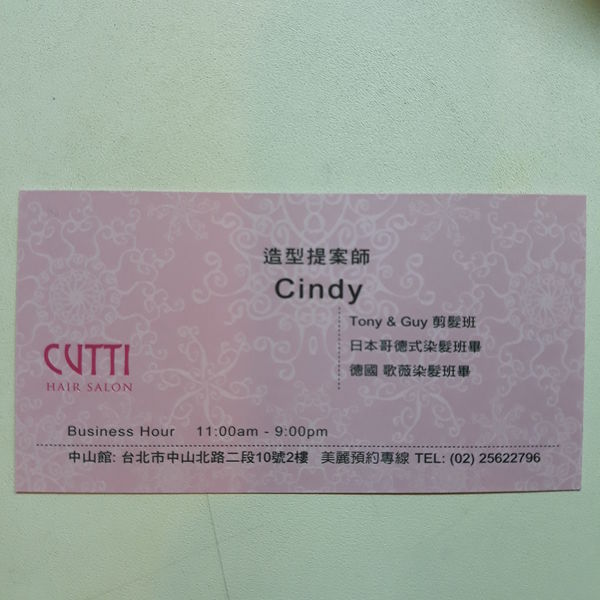 造型提案師
Cindy
Tony & Guy 剪髮班
日本哥德式染髮班畢
德國 歌薇染髮班畢
CUTTI
HAIR SALON
Business Hour 11:00am - 9:00pm
中山館: 台北市中山北路二段10號2樓 美麗預約專線 TEL: (02) 25622796